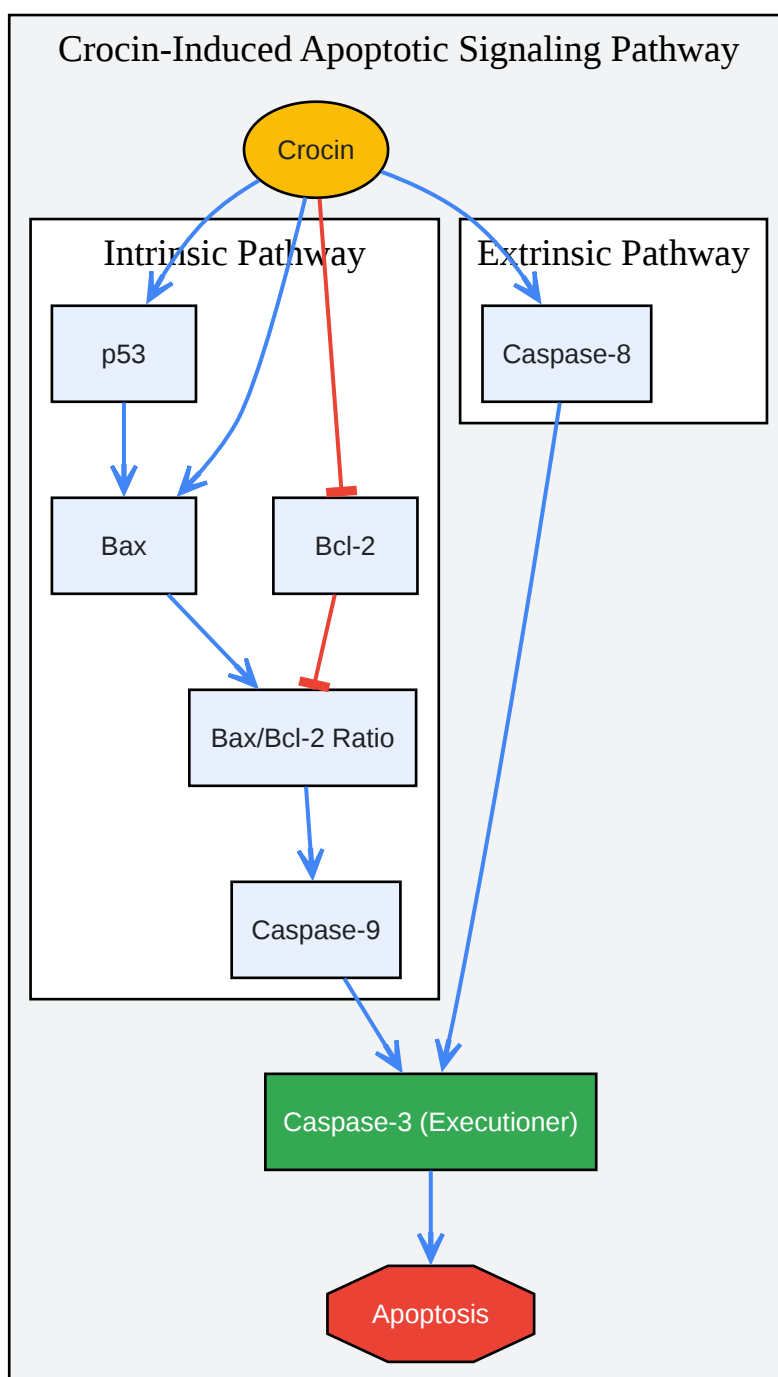 Crocin-Induced Apoptotic Signaling Pathway
Crocin
Intrinsic Pathway
Extrinsic Pathway
p53
Caspase-8
Bax
Bcl-2
Bax/Bcl-2 Ratio
Caspase-9
Caspase-3 (Executioner)
Apoptosis